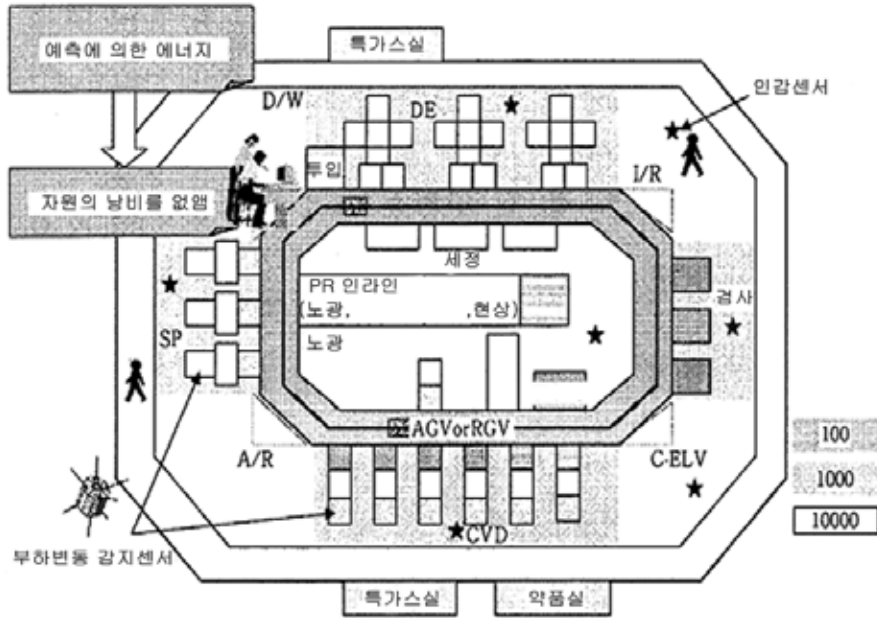 특가스실
예측에 의한 에너지
D/W
DE
인감센서
투입
I/R
자원의 낭비를 없앰
세정
PR 인라인
(노광, ,현상)
검사
SP
노광
AGVorRGV
100
A/R
C-ELV
1000
CVD
10000
부하변동 감지센서
특가스실
약품실